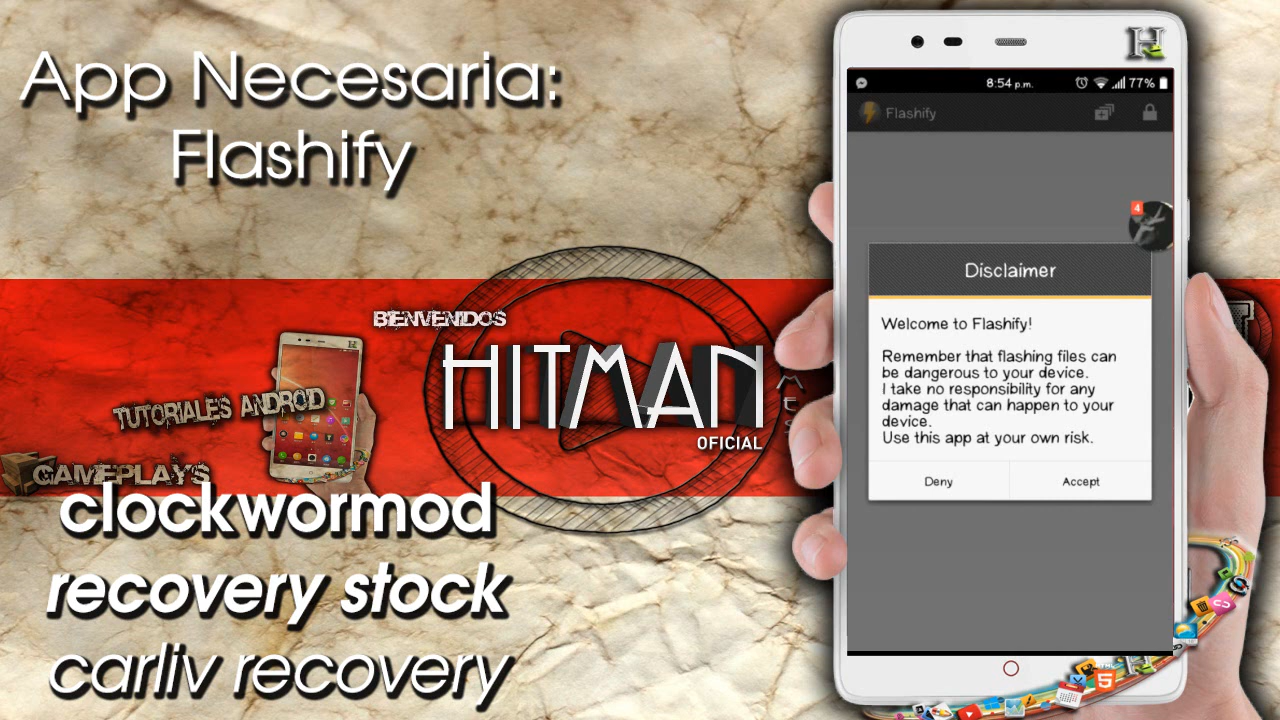 App Necesaria:
Flashify
BIENVENIDOS
HITMAN
OFICIAL
TUTORIALES ANDROID
GAMEPLAYS
clockwormod
recovery stock
carliv recovery
H
8:54 p.m.
77%
Flashify
4
Disclaimer
Welcome to Flashify!
Remember that flashing files can
be dangerous to your device.
I take no responsibility for any
damage that can happen to your
device.
Use this app at your own risk.
Deny
Accept